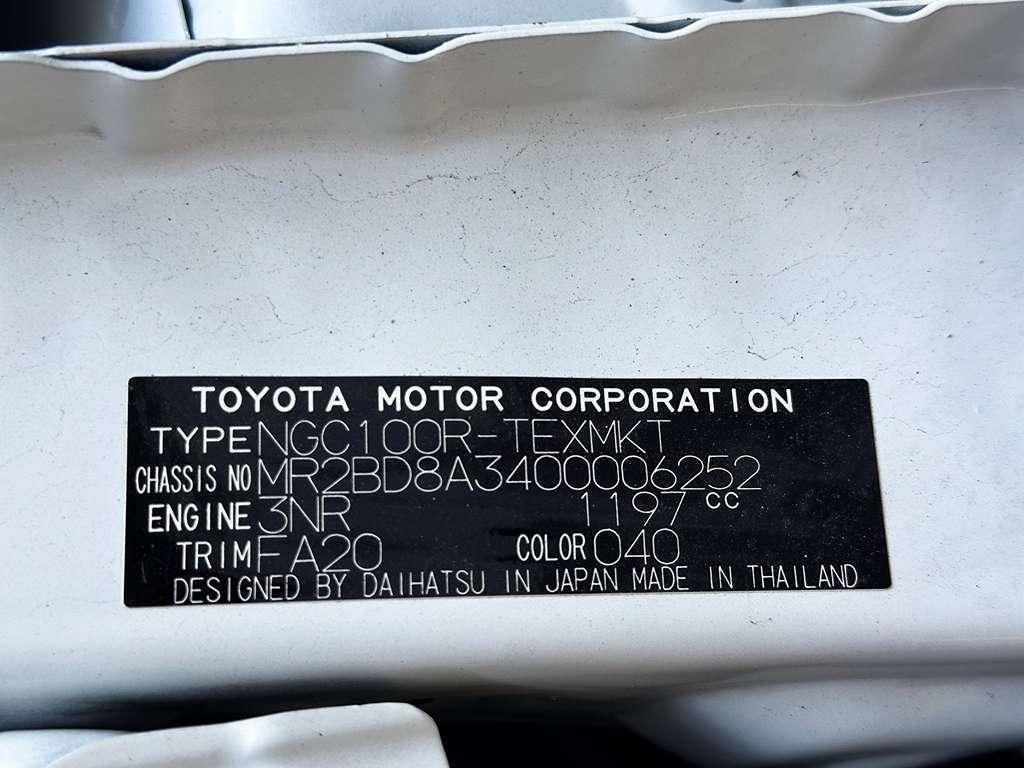 TOYOTA MOTOR CORPORATION
TYPE NGC100R-TEXMKT
CHASSIS NO MR2BD8A3400006252
ENGINE 3NR 1197 CC
TRIM FA20 COLOR 040
DESIGNED BY DAIHATSU IN JAPAN MADE IN THAILAND